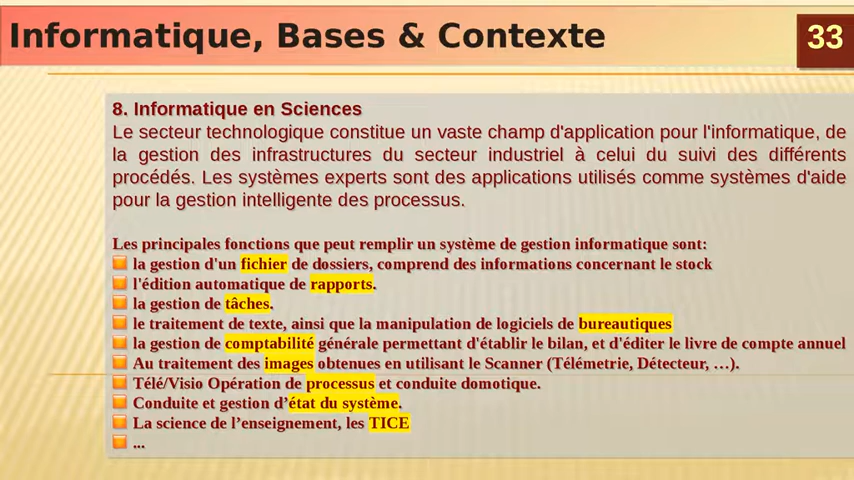 Informatique, Bases & Contexte
33
8. Informatique en Sciences
Le secteur technologique constitue un vaste champ d'application pour l'informatique, de
la gestion des infrastructures du secteur industriel à celui du suivi des différents
procédés. Les systèmes experts sont des applications utilisés comme systèmes d'aide
pour la gestion intelligente des processus.
Les principales fonctions que peut remplir un système de gestion informatique sont:
la gestion d'un fichier de dossiers, comprend des informations concernant le stock
l'édition automatique de rapports.
la gestion de tâches.
le traitement de texte, ainsi que la manipulation de logiciels de bureautiques
la gestion de comptabilité générale permettant d'établir le bilan, et d'éditer le livre de compte annuel
Au traitement des images obtenues en utilisant le Scanner (Télémetrie, Détecteur, …).
Télé/Visio Opération de processus et conduite domotique.
Conduite et gestion d’état du système.
La science de l’enseignement, les TICE
...